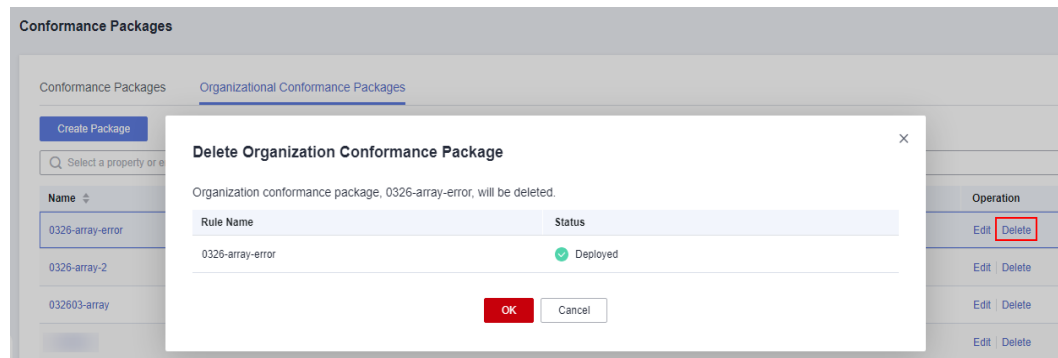 Conformance Packages
Conformance Packages Organizational Conformance Packages
Create Package
Select a property or e
Name Operation
Delete Organization Conformance Package
Organization conformance package, 0326-array-error, will be deleted.
Rule Name Status
0326-array-error Deployed
OK Cancel
0326-array-error Edit Delete
0326-array-2 Edit Delete
032603-array Edit Delete
Edit Delete